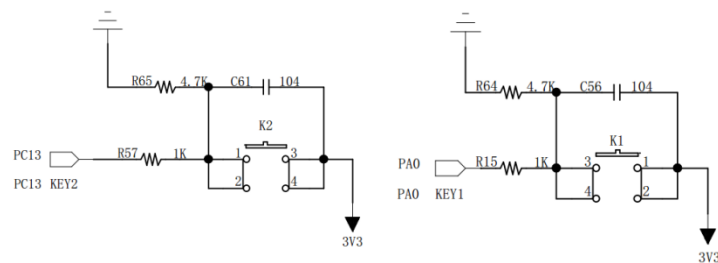 R65 4.7K C61 104
K2
PC13 R57 1K 1 3
PC13 KEY2 2 4
3V3
R64 4.7K C56 104
K1
PA0 R15 1K 3 1
PA0 KEY1 4 2
3V3